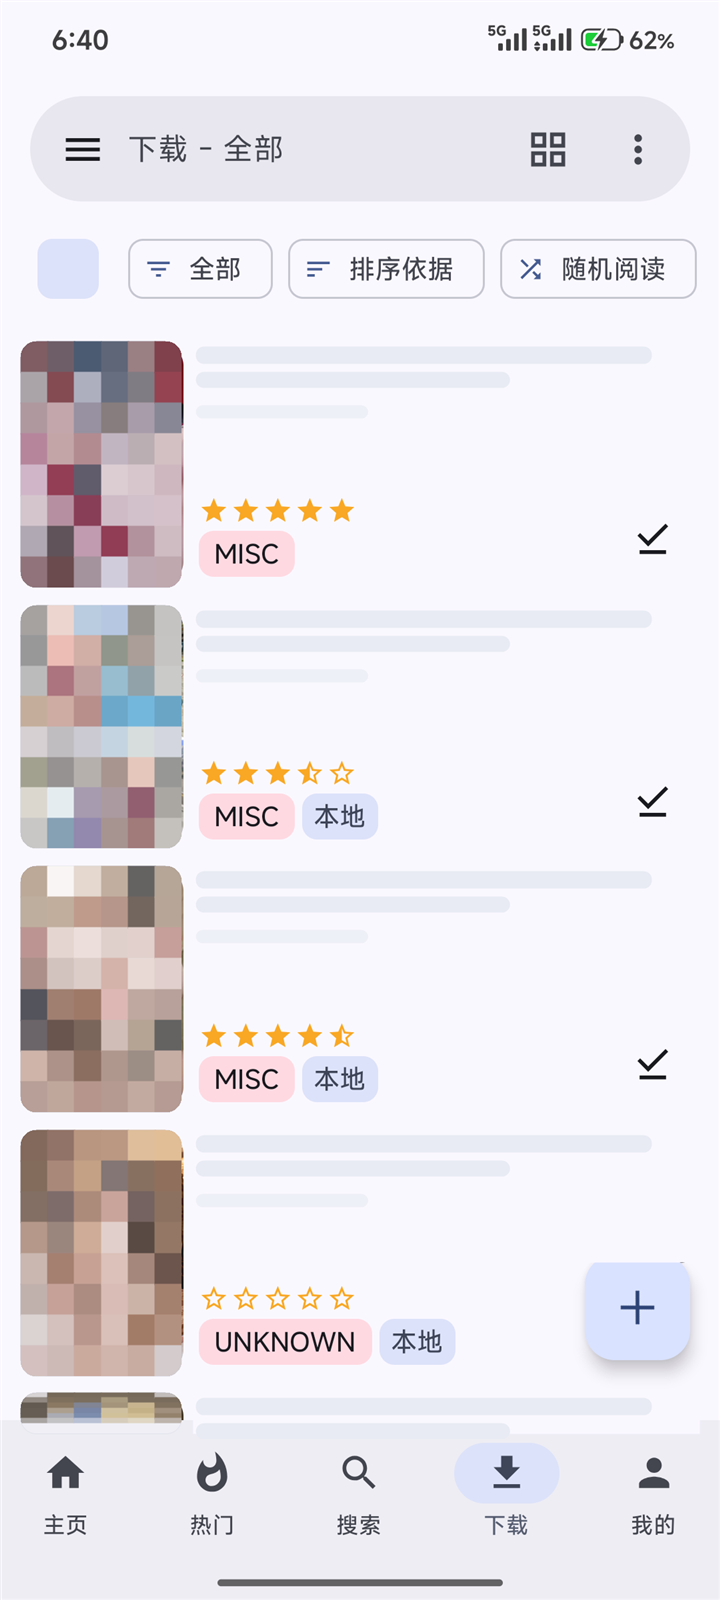 6:40 5G 5G 62%
下载 - 全部
全部 排序依据 随机阅读
MISC
MISC 本地
MISC 本地
UNKNOWN 本地
主页 热门 搜索 下载 我的